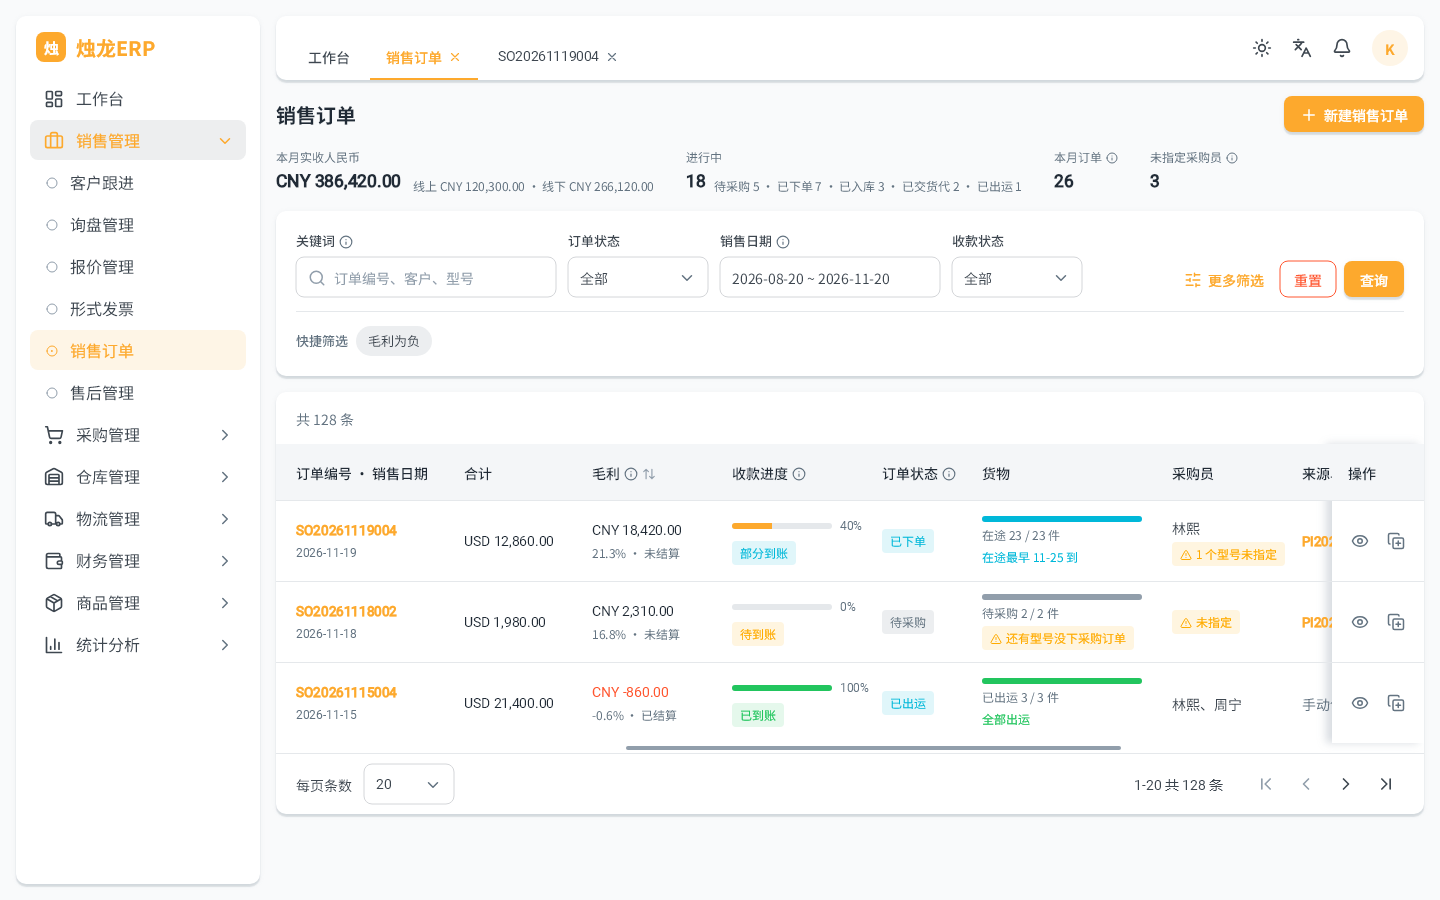 烛 烛龙ERP
工作台
销售管理
客户跟进
询盘管理
报价管理
形式发票
销售订单
售后管理
采购管理
仓库管理
物流管理
财务管理
商品管理
统计分析
工作台 销售订单 SO20261119004
K
销售订单
新建销售订单
本月实收人民币 进行中 本月订单 未指定采购员
CNY 386,420.00 线上 CNY 120,300.00 · 线下 CNY 266,120.00 18 待采购 5 · 已下单 7 · 已入库 3 · 已交货代 2 · 已出运 1 26 3
关键词 订单状态 销售日期 收款状态
订单编号、客户、型号 全部 2026-08-20 ~ 2026-11-20 全部 更多筛选 重置 查询
快捷筛选 毛利为负
共 128 条
订单编号 · 销售日期 合计 毛利 收款进度 订单状态 货物 采购员 来源 操作
SO20261119004
2026-11-19
USD 12,860.00
CNY 18,420.00
21.3% · 未结算
40%
部分到账
已下单
在途 23 / 23 件
在途最早 11-25 到
林熙
1 个型号未指定
PI202
SO20261118002
2026-11-18
USD 1,980.00
CNY 2,310.00
16.8% · 未结算
0%
待到账
待采购
待采购 2 / 2 件
还有型号没下采购订单
未指定
PI202
SO20261115004
2026-11-15
USD 21,400.00
CNY -860.00
-0.6% · 已结算
100%
已到账
已出运
已出运 3 / 3 件
全部出运
林熙、周宁
手动
每页条数 20 1-20 共 128 条